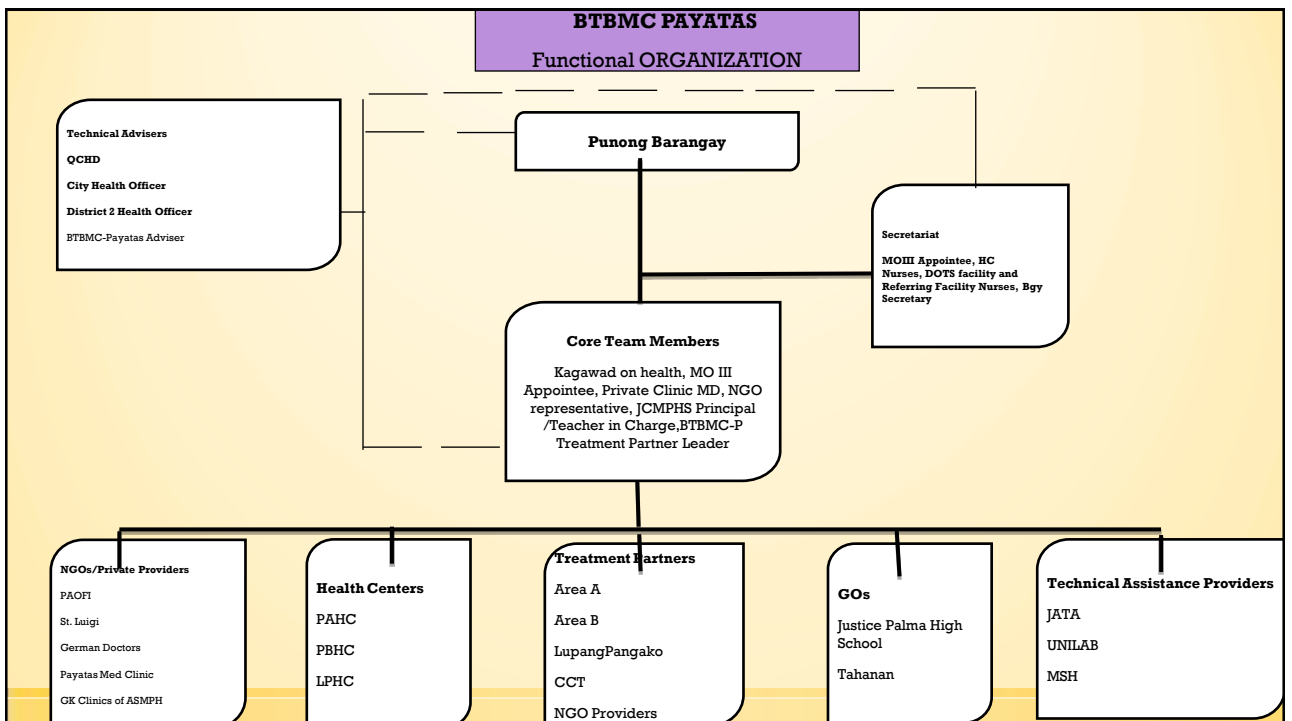 BTBMC PAYATAS
Functional ORGANIZATION
Technical Advisers
QCHD
City Health Officer
District 2 Health Officer
BTBMC-Payatas Adviser
Punong Barangay
Secretariat
MOIII Appointee, HC
Nurses, DOTS facility and
Referring Facility Nurses, Bgy
Secretary
Core Team Members
Kagawad on health, MO III
Appointee, Private Clinic MD, NGO
representative, JCMPHS Principal
/Teacher in Charge,BTBMC-P
Treatment Partner Leader
NGOs/Private Providers
PAOFI
St. Luigi
German Doctors
Payatas Med Clinic
GK Clinics of ASMPH
Health Centers
PAHC
PBHC
LPHC
Treatment Partners
Area A
Area B
LupangPangako
CCT
NGO Providers
GOs
Justice Palma High
School
Tahanan
Technical Assistance Providers
JATA
UNILAB
MSH